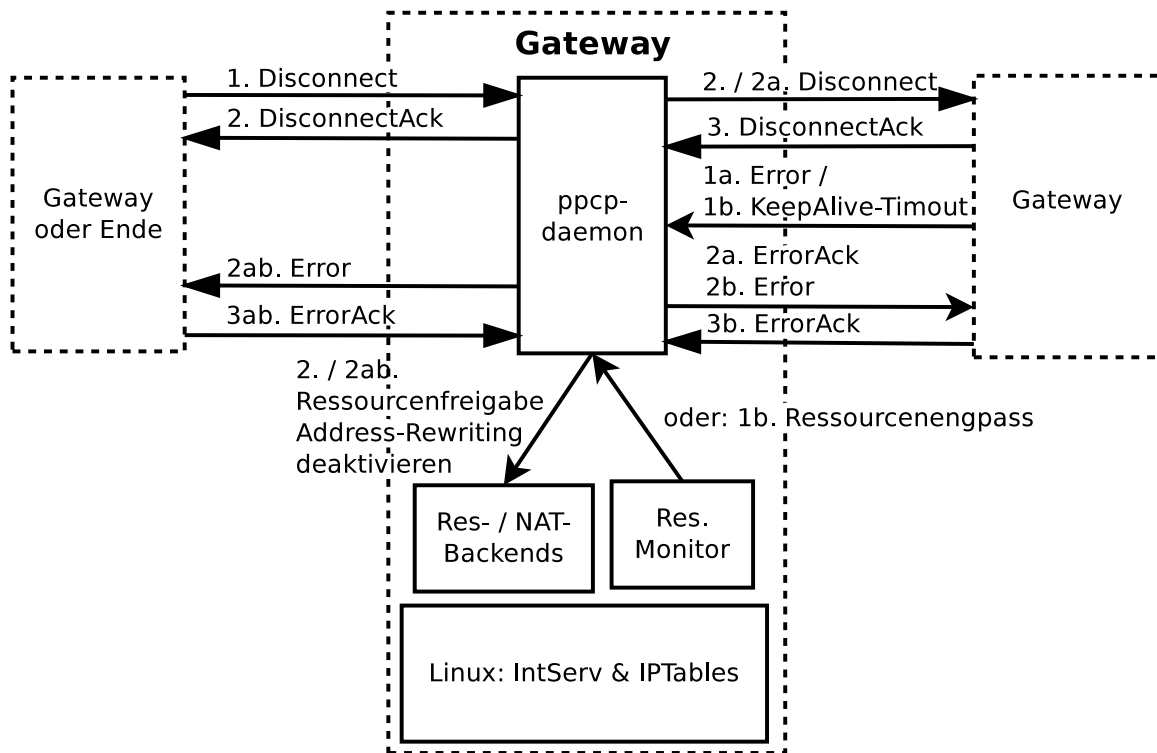 Gateway
1. Disconnect
2. DisconnectAck
Gateway
oder Ende
2ab. Error
3ab. ErrorAck
ppcp-
daemon
2. / 2a. Disconnect
3. DisconnectAck
1a. Error /
1b. KeepAlive-Timout
2a. ErrorAck
2b. Error
3b. ErrorAck
Gateway
2. / 2ab.
Ressourcenfreigabe
Address-Rewriting
deaktivieren
oder: 1b. Ressourcenengpass
Res- / NAT-
Backends
Res.
Monitor
Linux: IntServ & IPTables